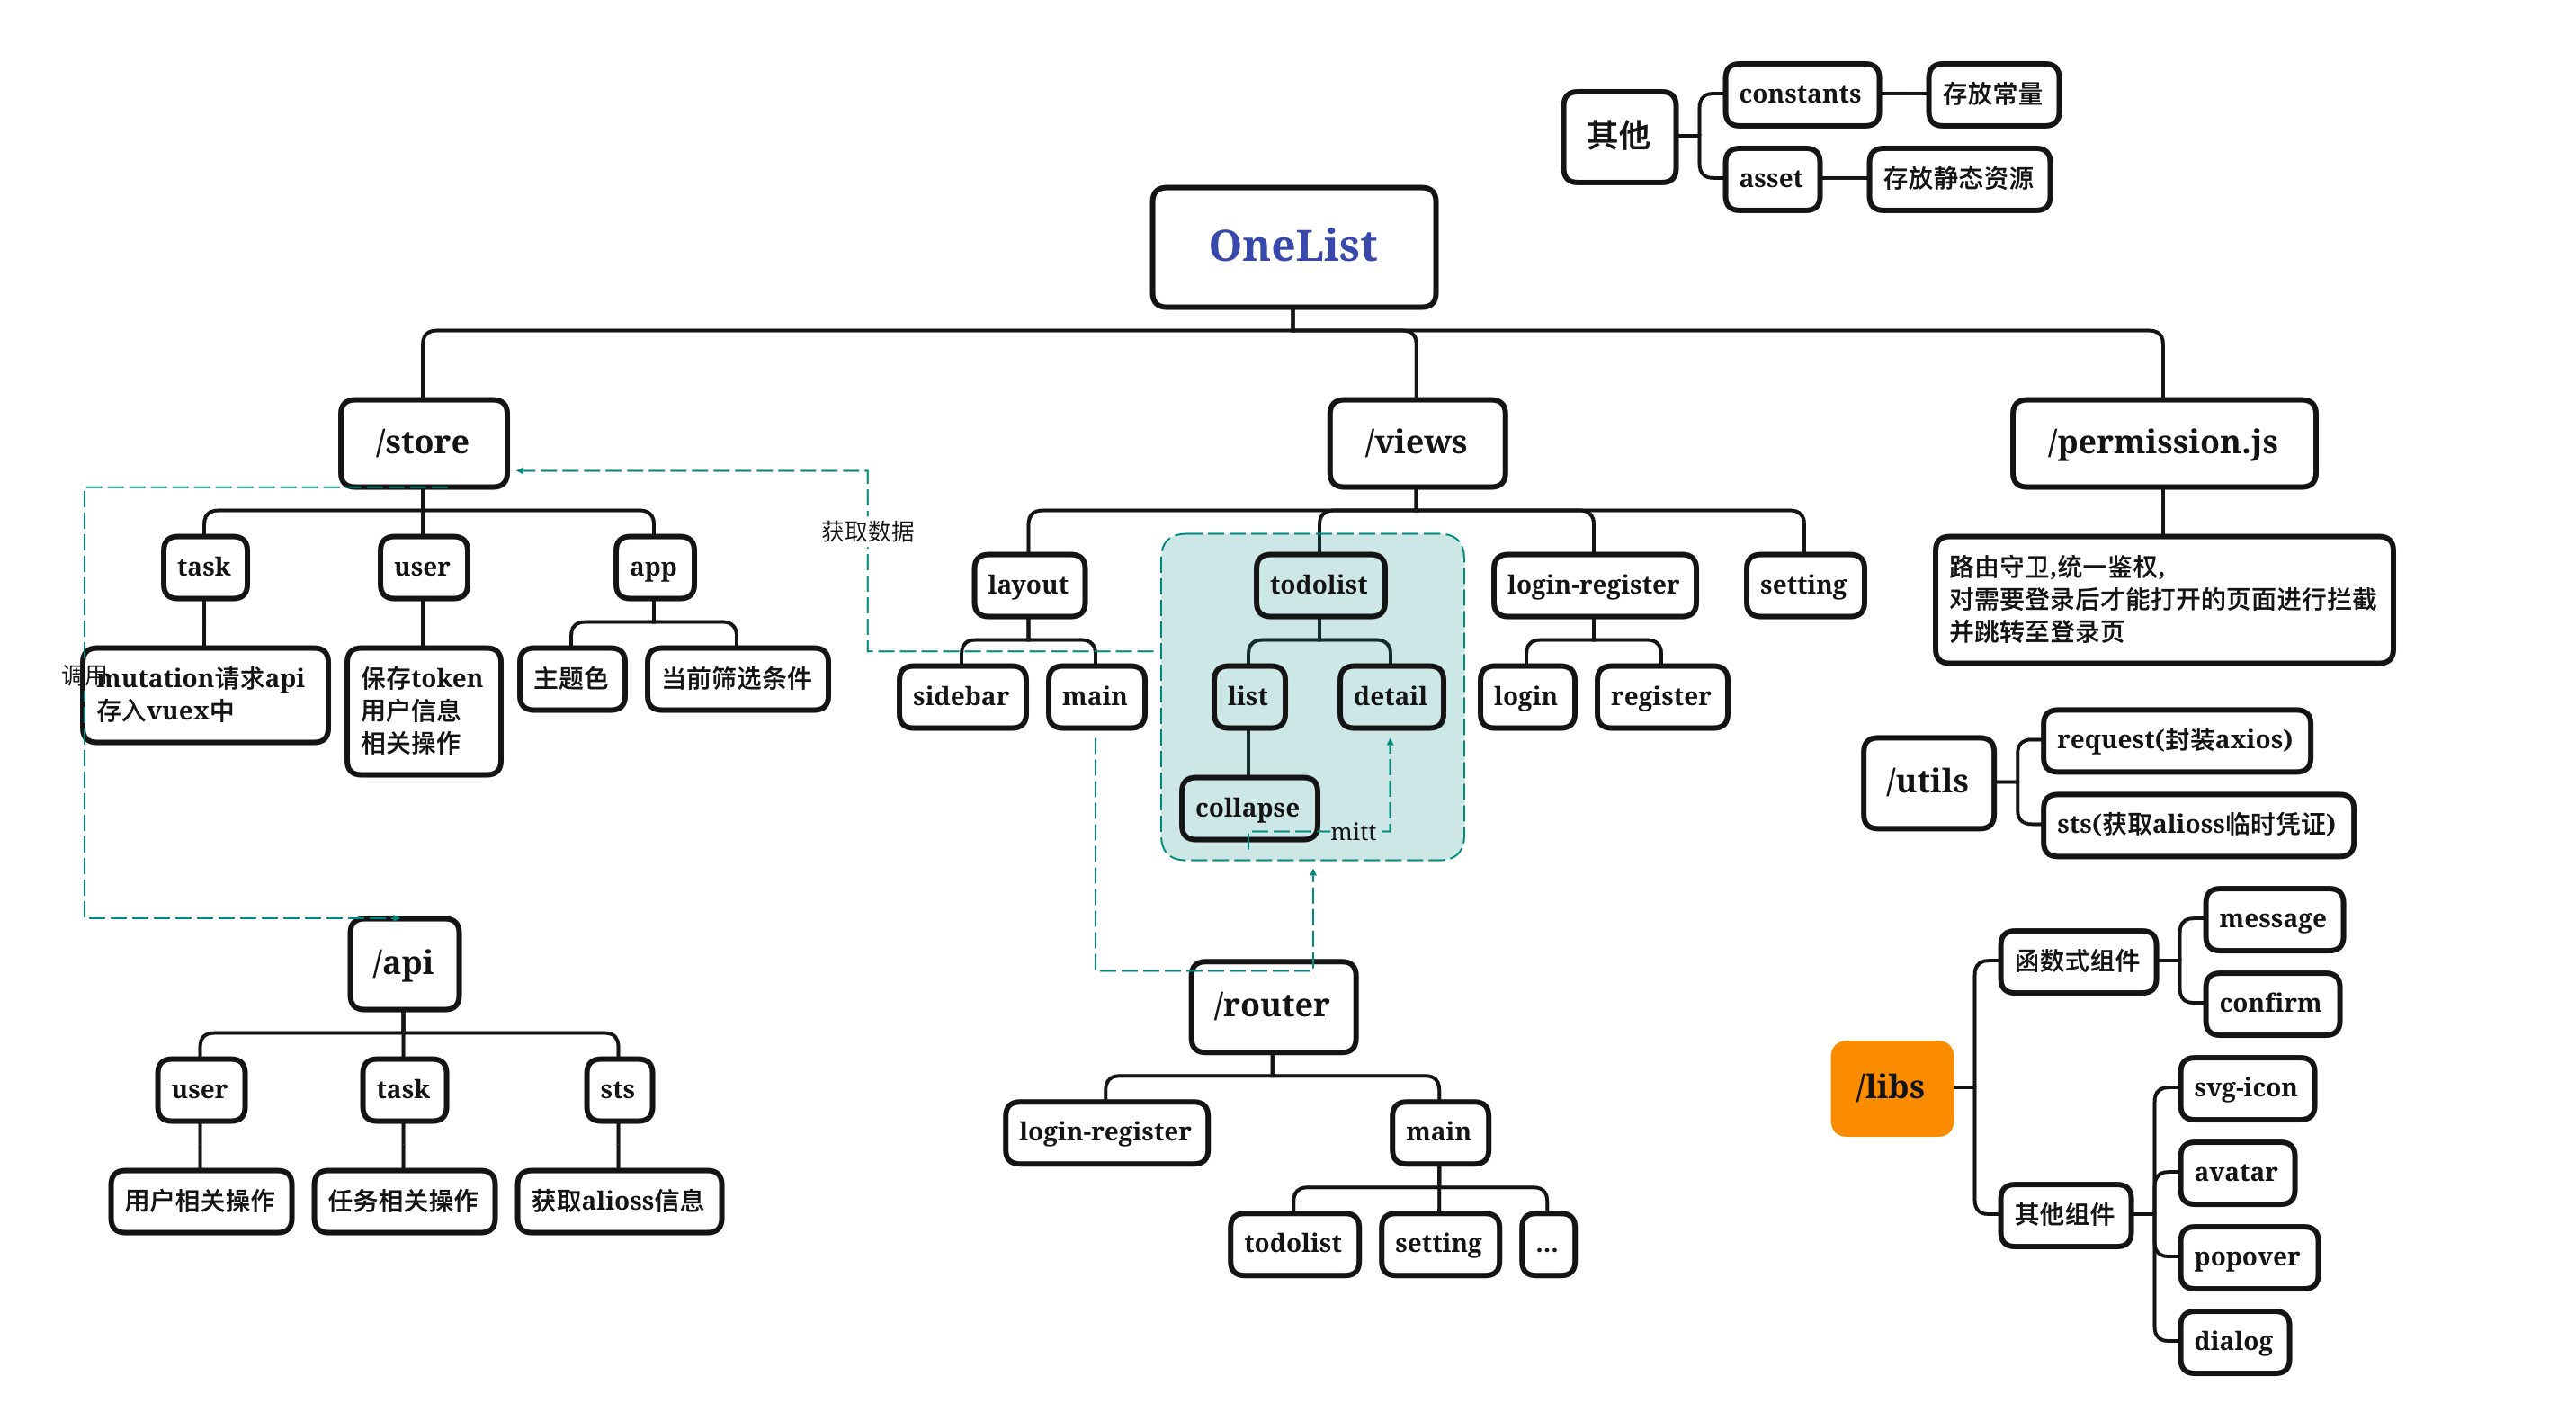 其他
constants
存放常量
asset
存放静态资源
OneList
/store
/views
/permission.js
获取数据
task
user
app
layout
todolist
login-register
setting
路由守卫,统一鉴权,
对需要登录后才能打开的页面进行拦截
并跳转至登录页
调用
mutation请求api
存入vuex中
保存token
用户信息
相关操作
主题色
当前筛选条件
sidebar
main
list
detail
login
register
collapse
mitt
/utils
request(封装axios)
sts(获取alioss临时凭证)
/api
user
task
sts
用户相关操作
任务相关操作
获取alioss信息
/router
login-register
main
todolist
setting
...
/libs
函数式组件
message
confirm
其他组件
svg-icon
avatar
popover
dialog